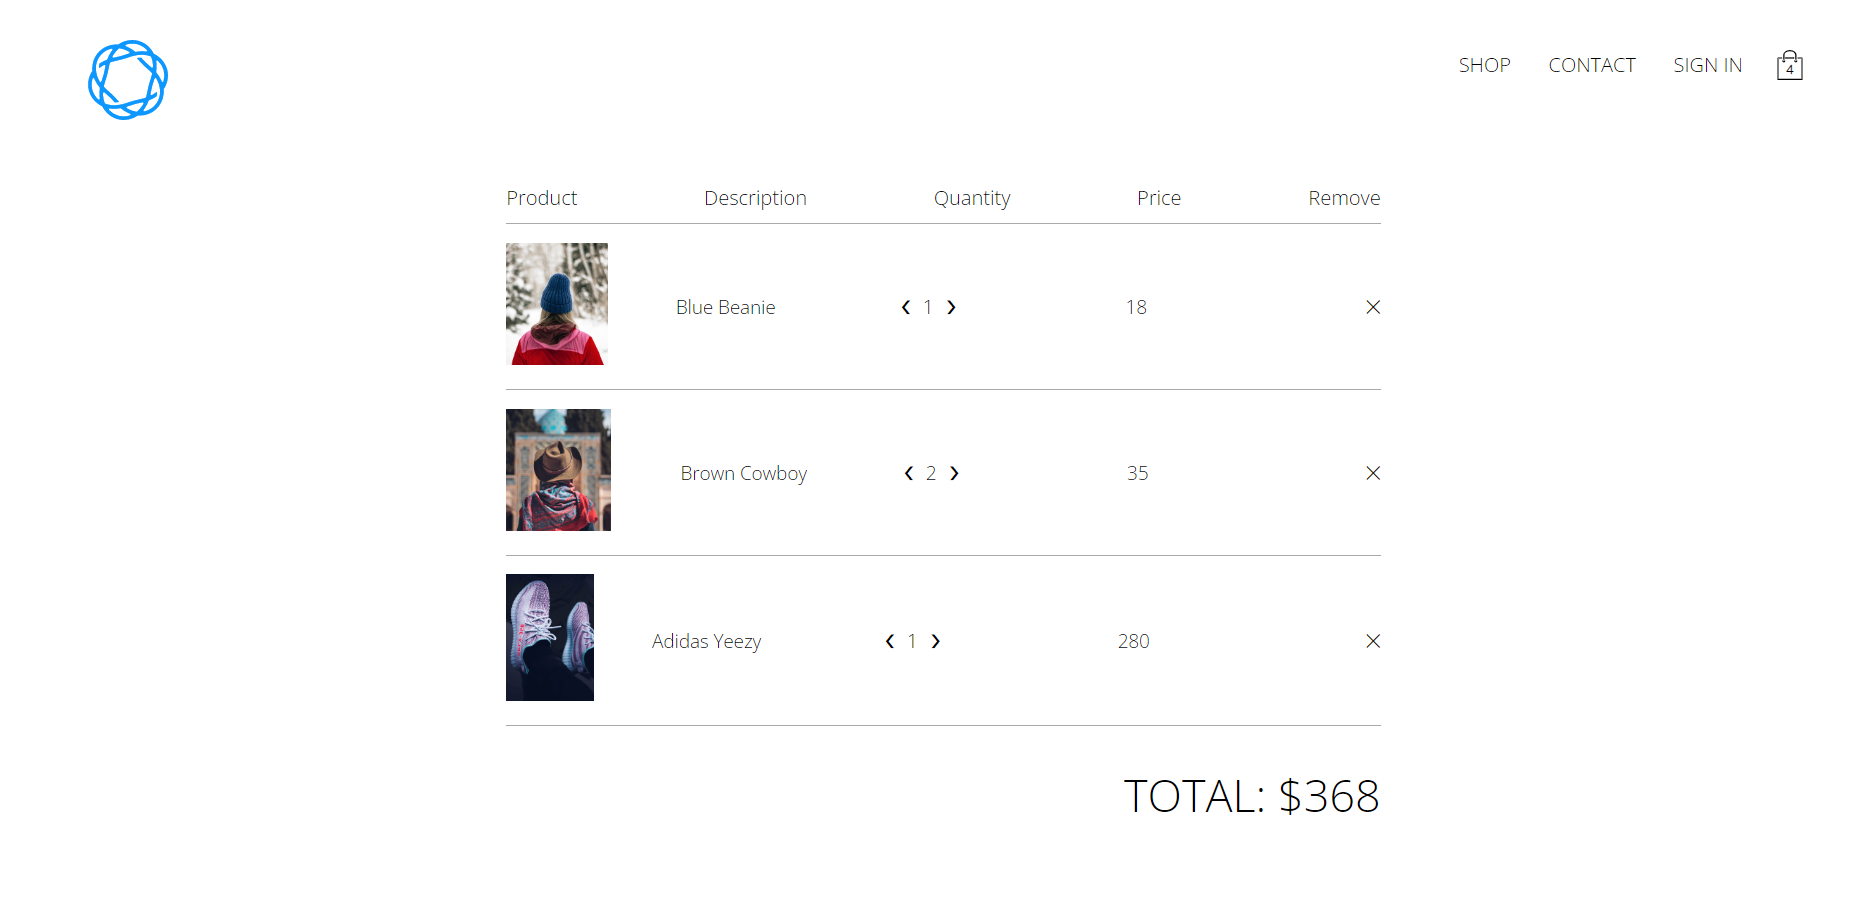 SHOP CONTACT SIGN IN 4
Product Description Quantity Price Remove
Blue Beanie ❮ 1 ❯ 18 ✕
Brown Cowboy ❮ 2 ❯ 35 ✕
Adidas Yeezy ❮ 1 ❯ 280 ✕
TOTAL: $368